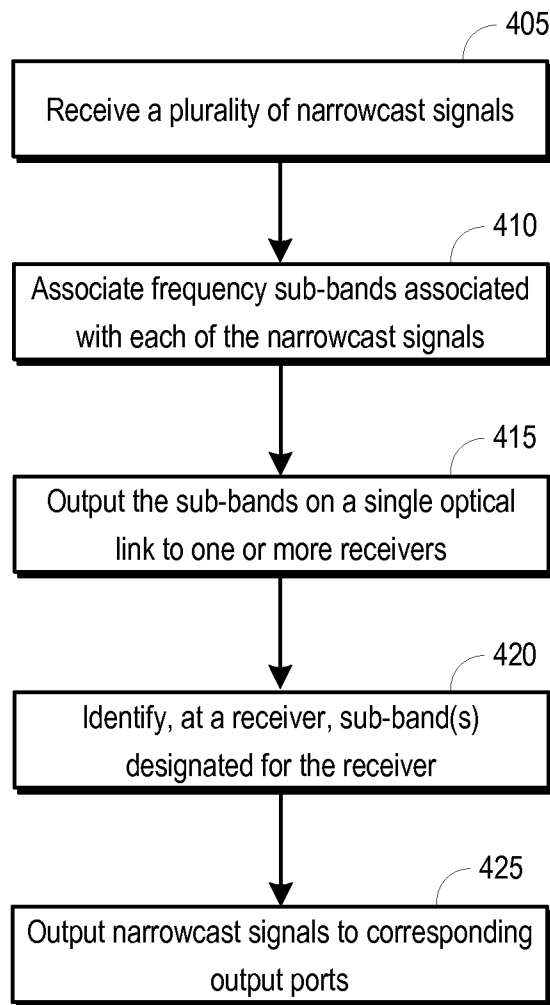 405
Receive a plurality of narrowcast signals
410
Associate frequency sub-bands associated
with each of the narrowcast signals
415
Output the sub-bands on a single optical
link to one or more receivers
420
Identify, at a receiver, sub-band(s)
designated for the receiver
425
Output narrowcast signals to corresponding
output ports